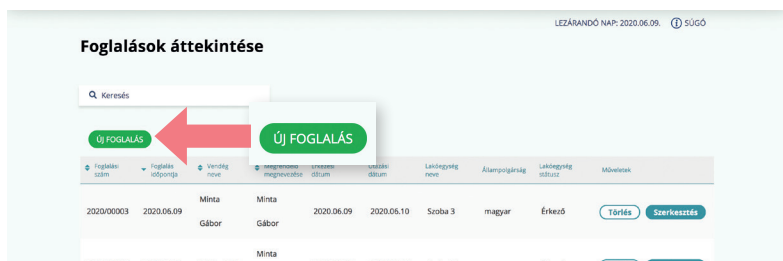 LEZÁRANDÓ NAP: 2020.06.09. SÚGÓ
Foglalások áttekintése
Keresés
ÚJ FOGLALÁS
ÚJ FOGLALÁS
Foglalási szám
Foglalás időpontja
Vendég neve
Megrendelő megnevezése
Érkezési dátum
Utazási dátum
Lakóegység neve
Állampolgárság
Lakóegység státusz
Műveletek
2020/00003
2020.06.09
Minta Gábor
Minta Gábor
2020.06.09
2020.06.10
Szoba 3
magyar
Érkező
Törlés
Szerkesztés
Minta